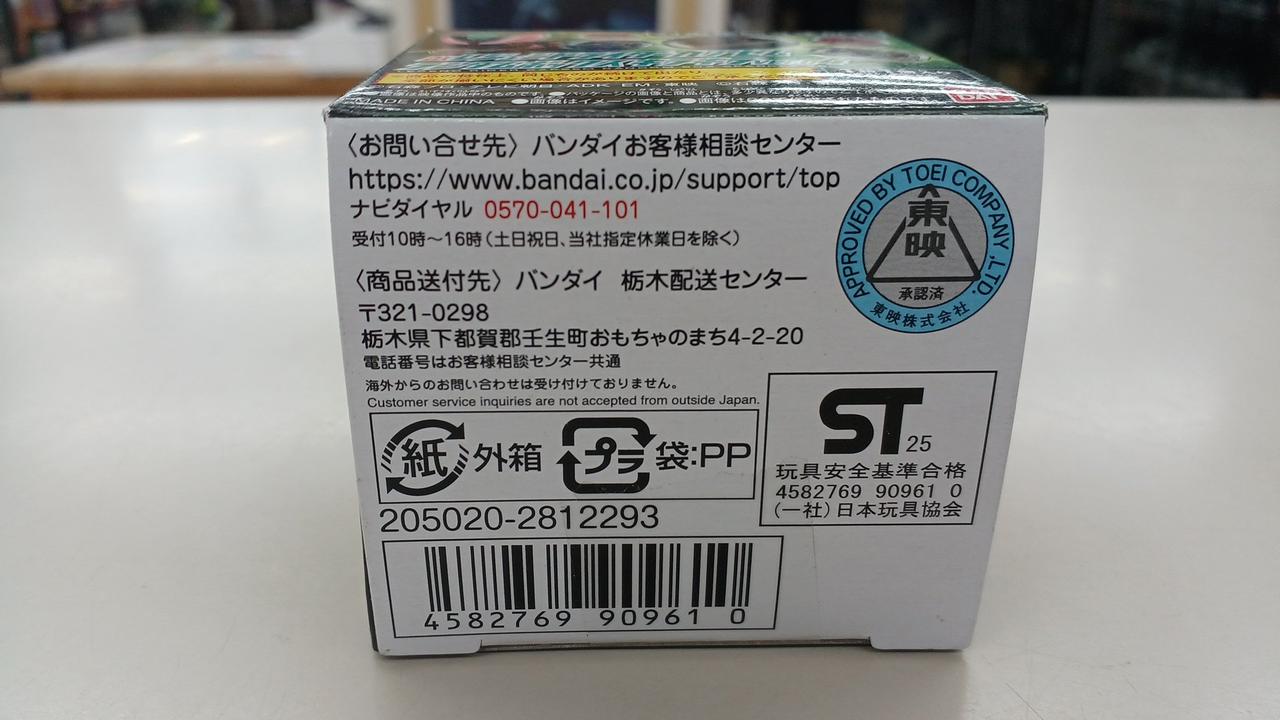 MADE IN CHINA ●画像はイメージです。
〈お問い合せ先〉バンダイお客様相談センター
https://www.bandai.co.jp/support/top
ナビダイヤル 0570-041-101
受付10時～16時(土日祝日、当社指定休業日を除く)
〈商品送付先〉バンダイ 栃木配送センター
〒321-0298
栃木県下都賀郡壬生町おもちゃのまち4-2-20
電話番号はお客様相談センター共通
海外からのお問い合わせは受け付けておりません。
Customer service inquiries are not accepted from outside Japan.
APPROVED BY TOEI COMPANY ,LTD.
東映
承認済
東映株式会社
紙 外箱 プラ 袋:PP
205020-2812293
ST 25
玩具安全基準合格
4582769 90961 0
(一社)日本玩具協会
4582769 90961 0